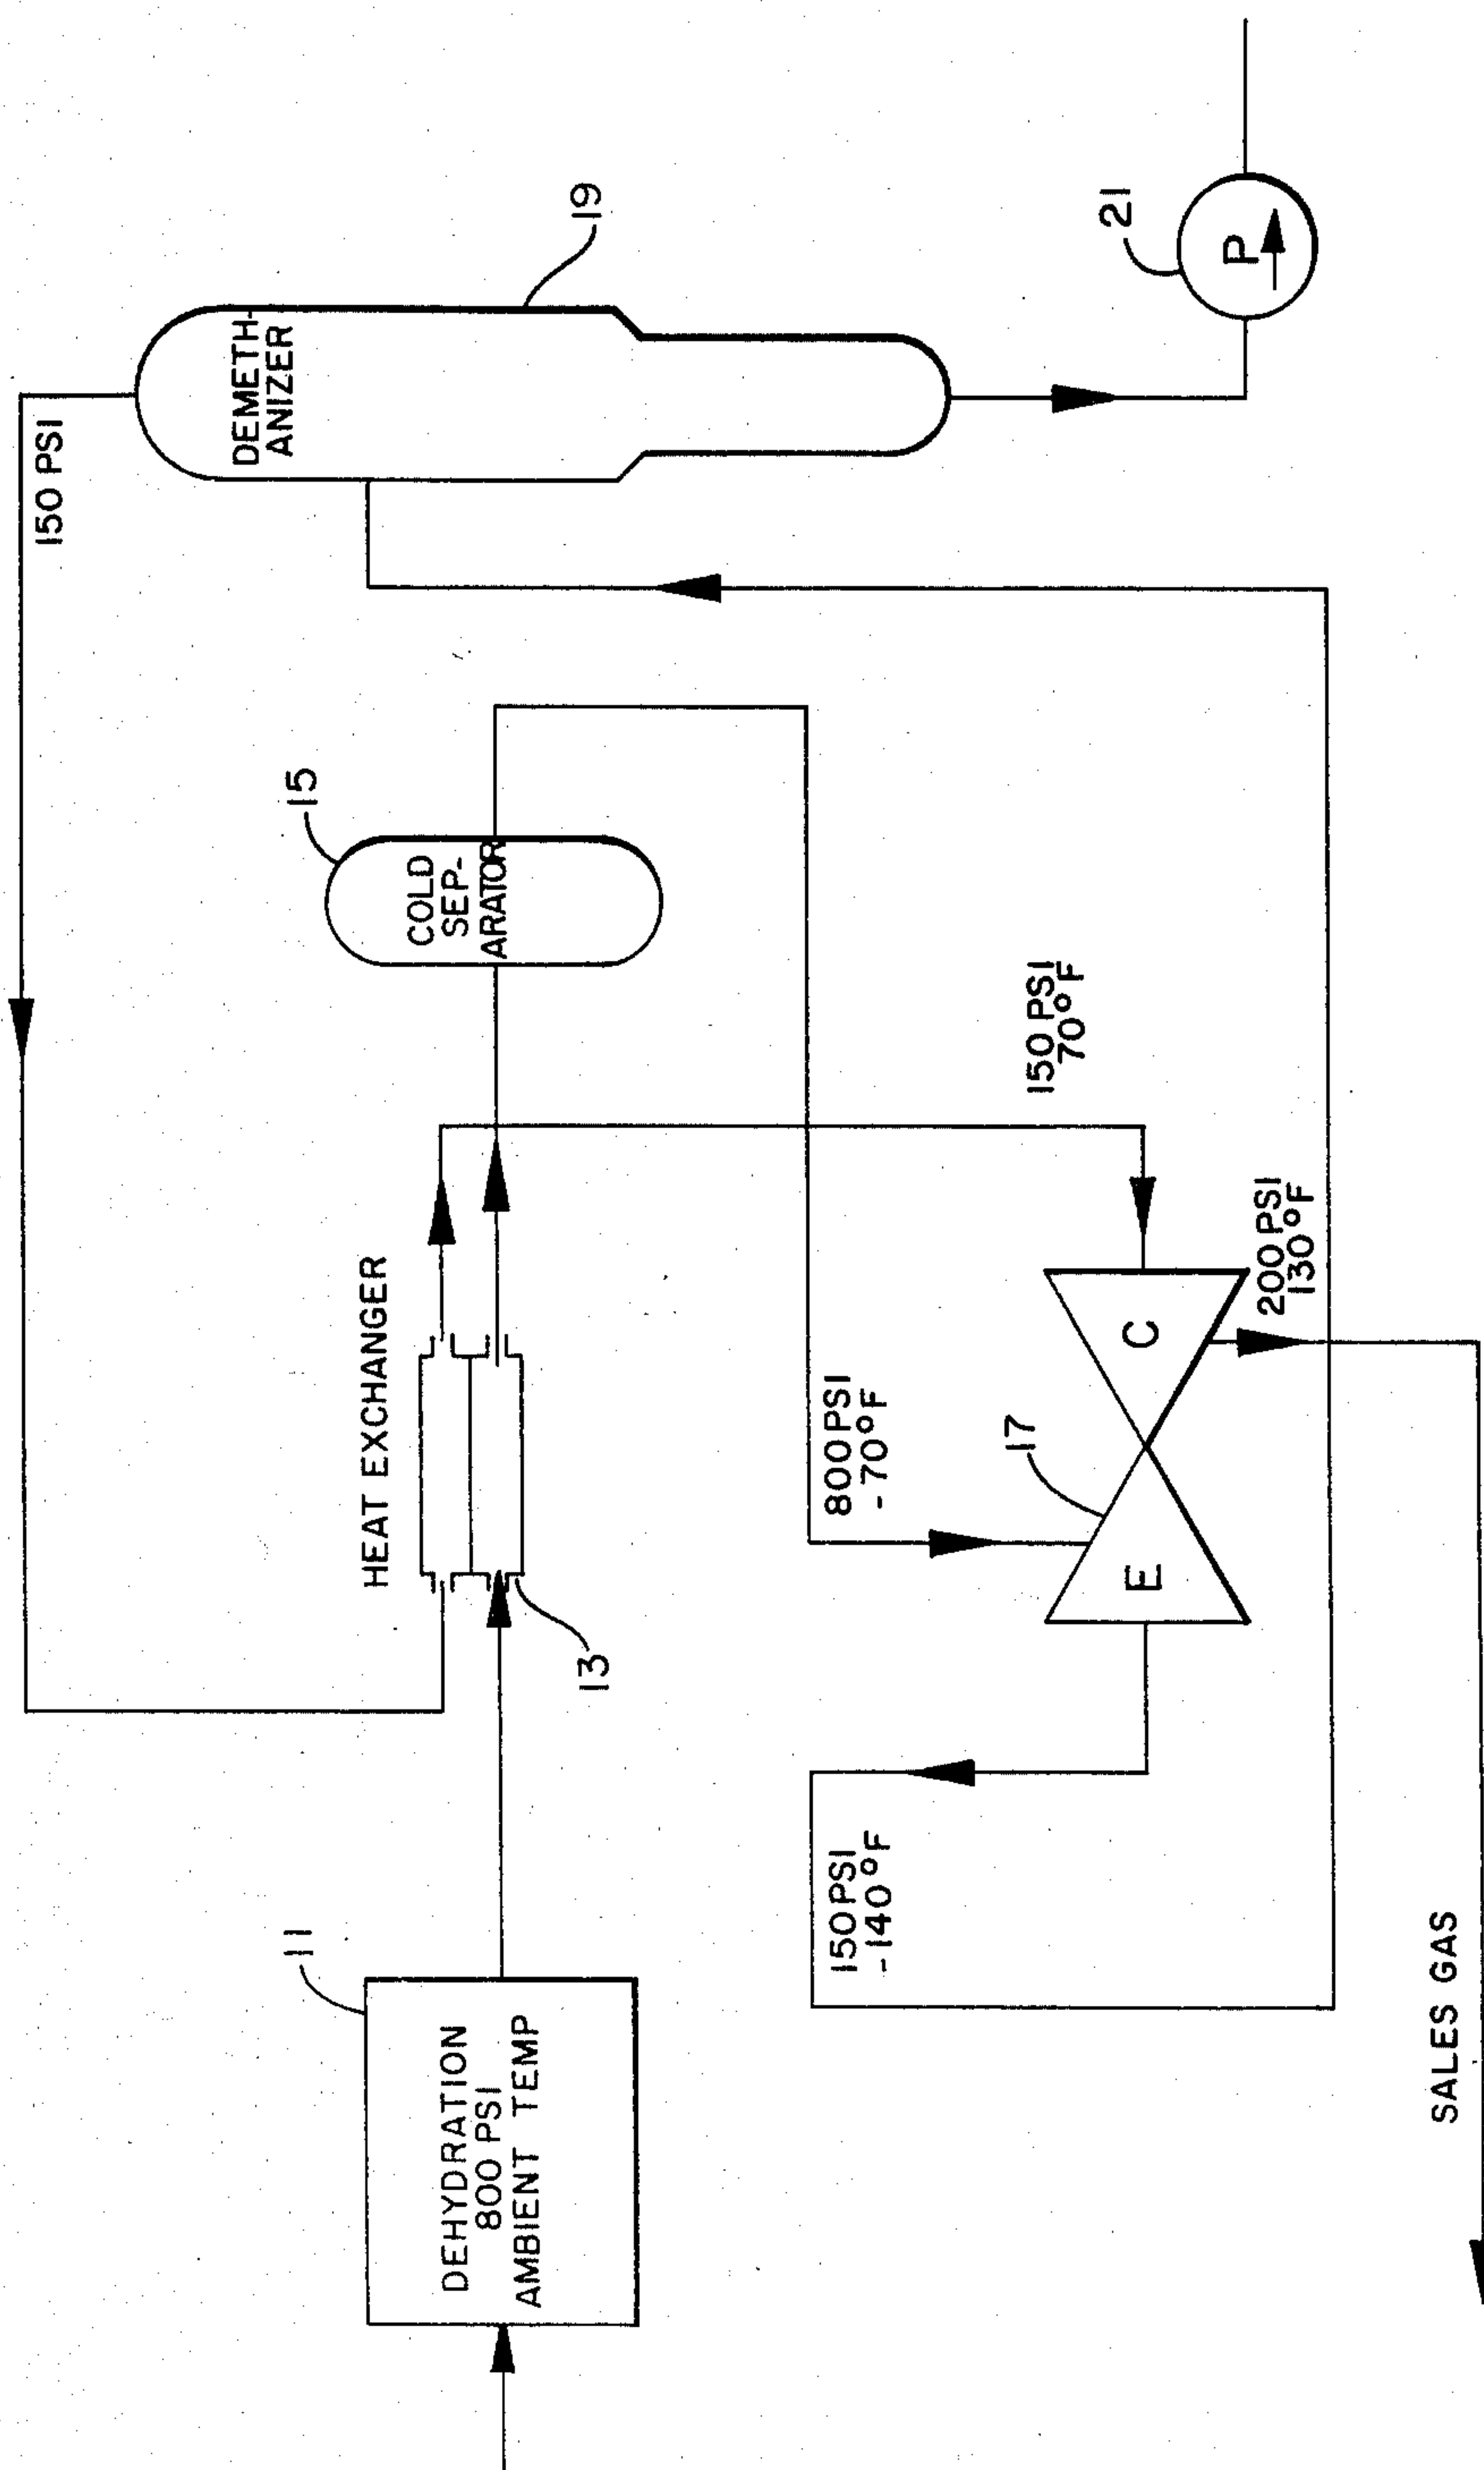 150 PSI
DEMETH-
ANIZER
19
21
P
15
COLD
SEP-
ARATOR
150 PSI
70°F
HEAT EXCHANGER
13
800 PSI
-70°F
17
C
E
200 PSI
130°F
150 PSI
-140°F
11
DEHYDRATION
800 PSI
AMBIENT TEMP
SALES GAS